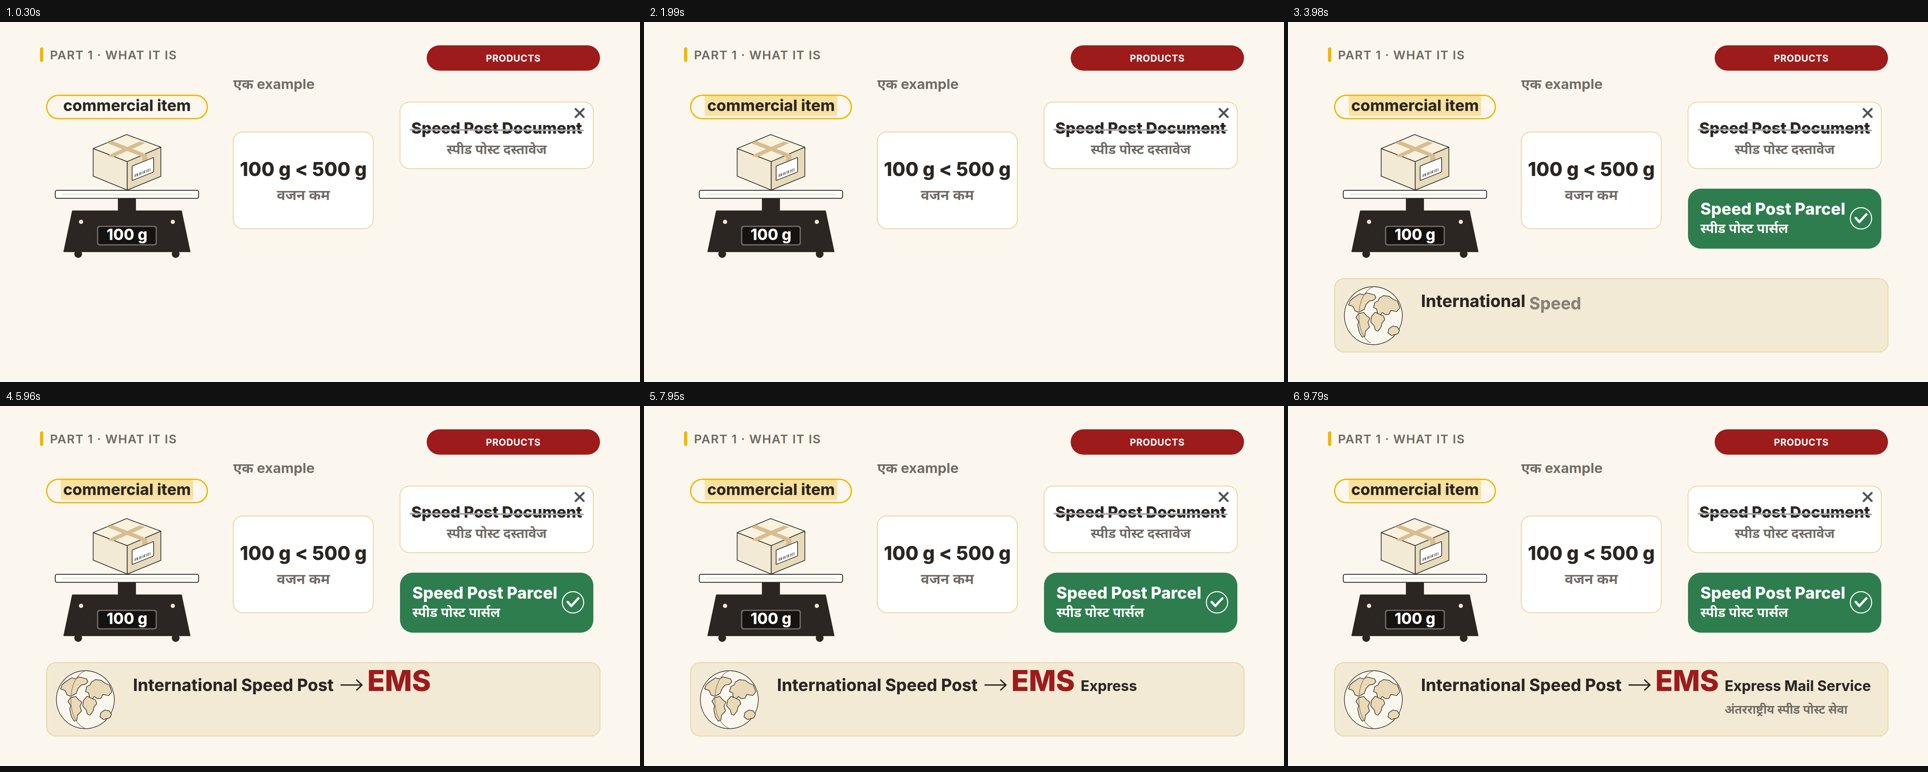 1. 0.30s
PART 1 · WHAT IT IS
PRODUCTS
एक example
commercial item
Speed Post Document
स्पीड पोस्ट दस्तावेज
100 g < 500 g
वजन कम
100 g
2. 1.99s
PART 1 · WHAT IT IS
PRODUCTS
एक example
commercial item
Speed Post Document
स्पीड पोस्ट दस्तावेज
100 g < 500 g
वजन कम
100 g
3. 3.98s
PART 1 · WHAT IT IS
PRODUCTS
एक example
commercial item
Speed Post Document
स्पीड पोस्ट दस्तावेज
100 g < 500 g
वजन कम
Speed Post Parcel
स्पीड पोस्ट पार्सल
100 g
International Speed
4. 5.96s
PART 1 · WHAT IT IS
PRODUCTS
एक example
commercial item
Speed Post Document
स्पीड पोस्ट दस्तावेज
100 g < 500 g
वजन कम
Speed Post Parcel
स्पीड पोस्ट पार्सल
100 g
International Speed Post → EMS
5. 7.95s
PART 1 · WHAT IT IS
PRODUCTS
एक example
commercial item
Speed Post Document
स्पीड पोस्ट दस्तावेज
100 g < 500 g
वजन कम
Speed Post Parcel
स्पीड पोस्ट पार्सल
100 g
International Speed Post → EMS Express
6. 9.79s
PART 1 · WHAT IT IS
PRODUCTS
एक example
commercial item
Speed Post Document
स्पीड पोस्ट दस्तावेज
100 g < 500 g
वजन कम
Speed Post Parcel
स्पीड पोस्ट पार्सल
100 g
International Speed Post → EMS Express Mail Service
अंतरराष्ट्रीय स्पीड पोस्ट सेवा